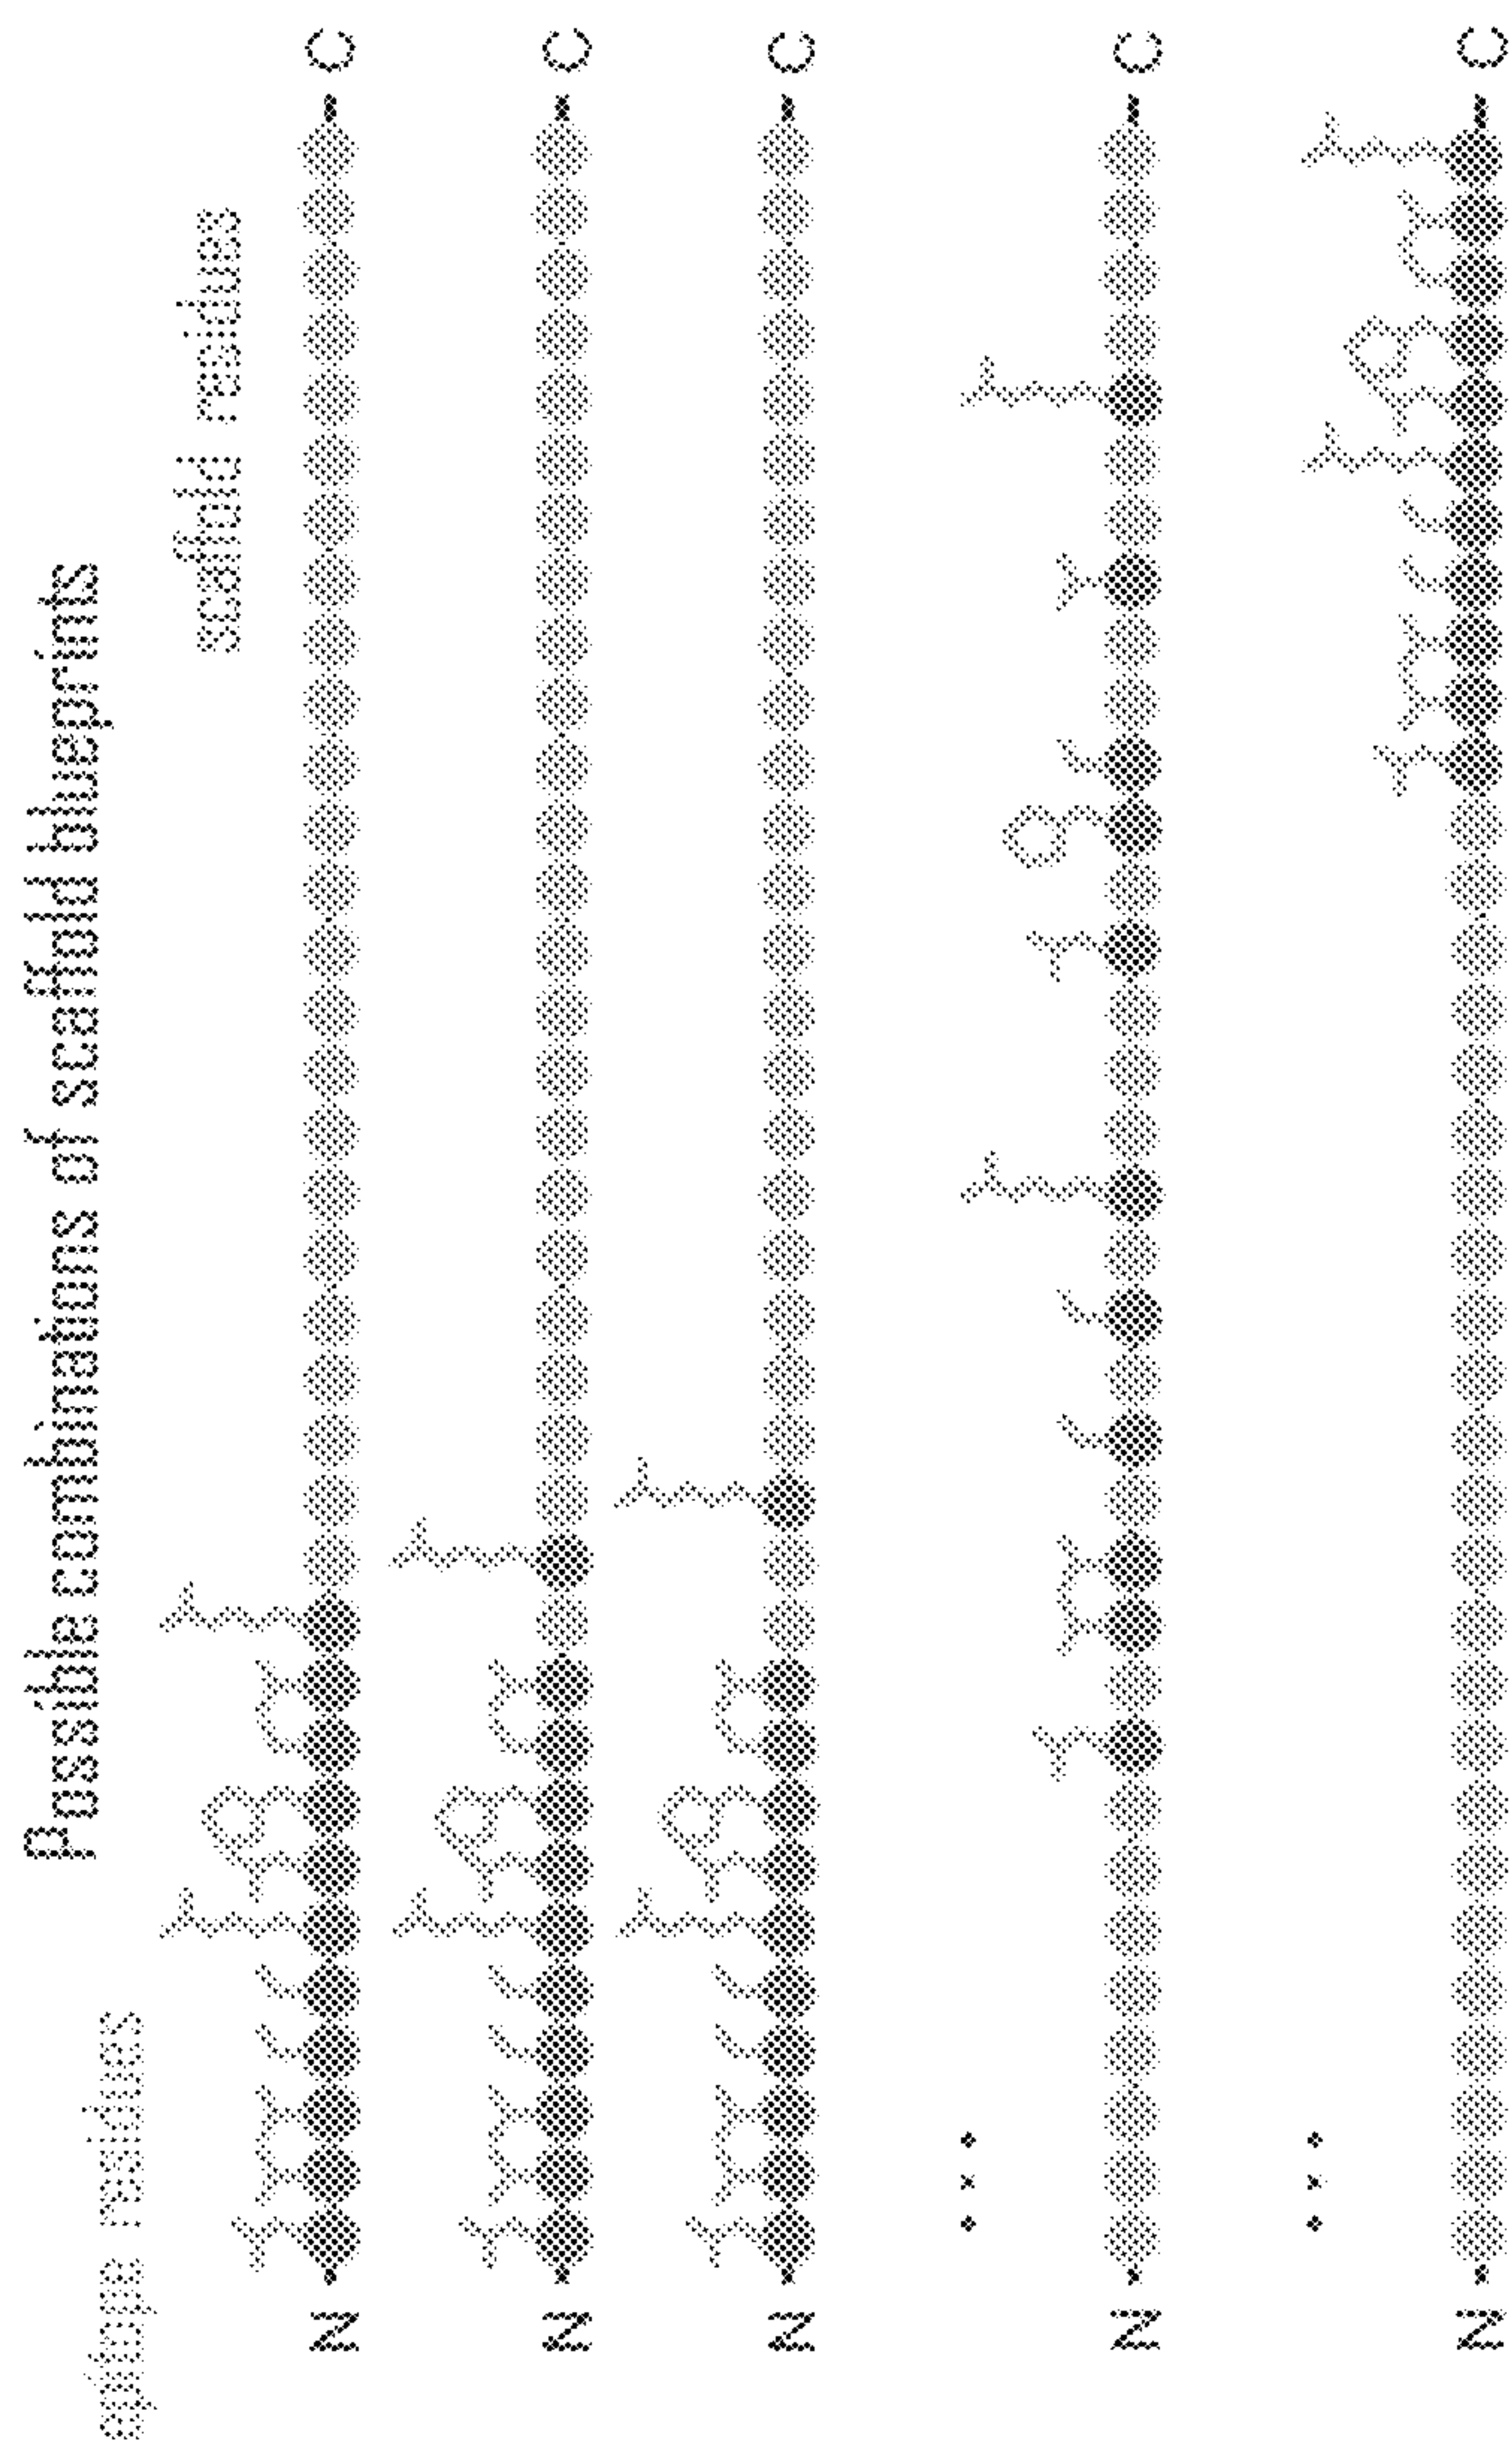 Possible combinations of scaffold blueprints
epitope residues
scaffold residues
N C
N C
N C
...
N C
...
N C